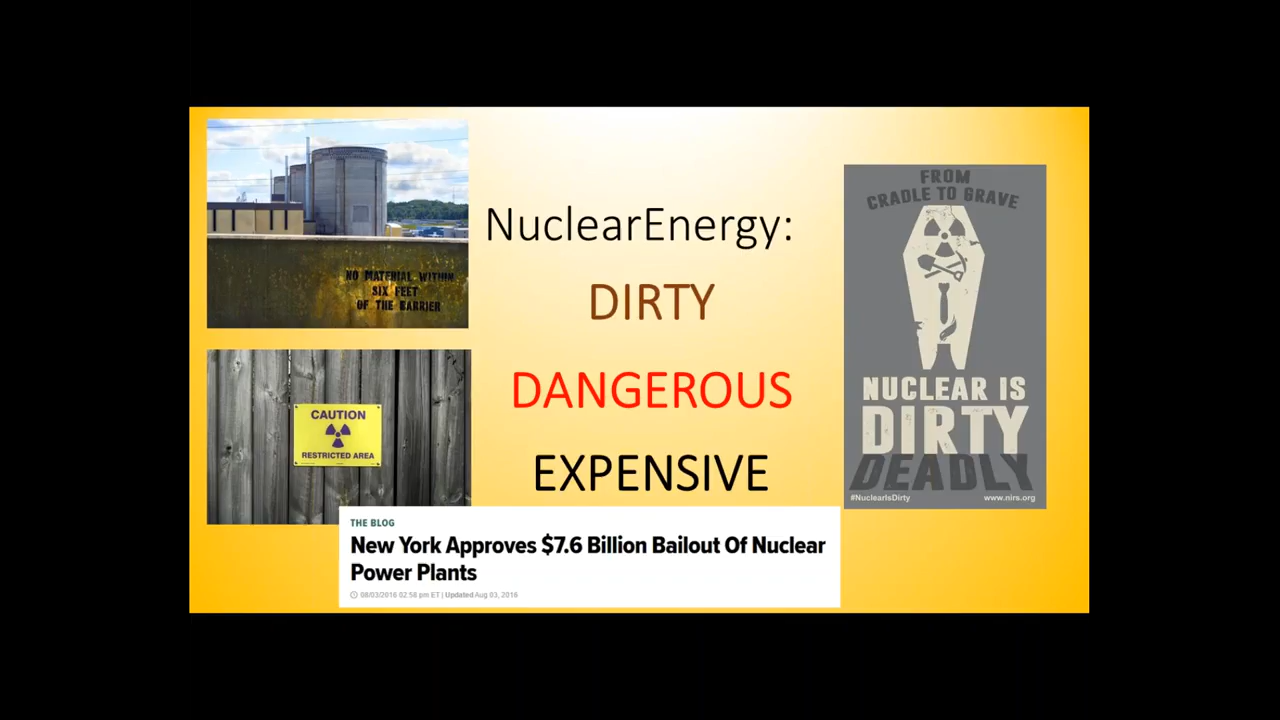 NO MATERIAL WITHIN
SIX FEET
OF THE BARRIER
CAUTION
RESTRICTED AREA
NuclearEnergy:
DIRTY
DANGEROUS
EXPENSIVE
FROM
CRADLE TO GRAVE
NUCLEAR IS
DIRTY
DEADLY
#NuclearIsDirty
www.nirs.org
THE BLOG
New York Approves $7.6 Billion Bailout Of Nuclear
Power Plants
08/03/2016 02:58 pm ET | Updated Aug 03, 2016